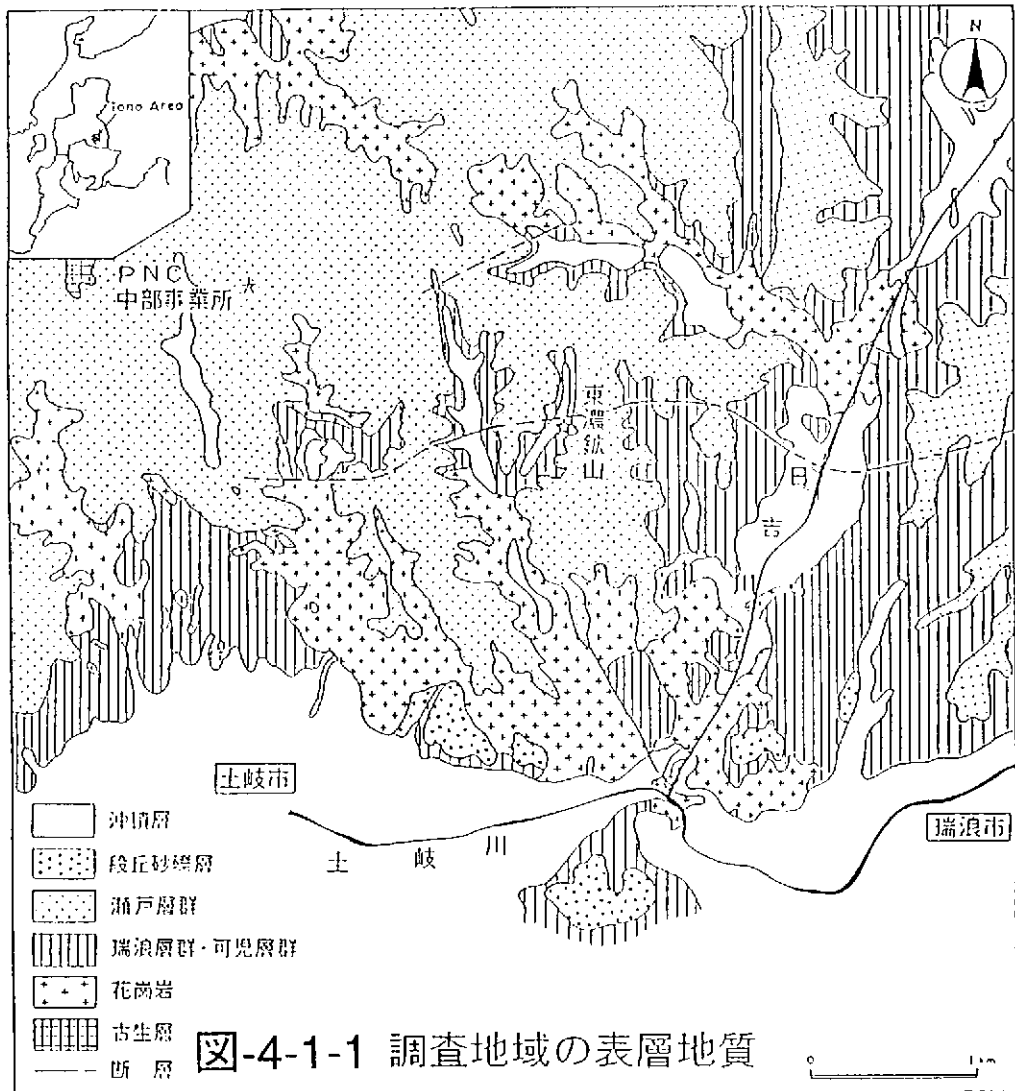 N
Tono Area
PNC
中部事業所
東濃鉱山
日
吉
土岐市
土岐川
瑞浪市
沖積層
段丘砂礫層
瀬戸層群
瑞浪層群・可児層群
花崗岩
古生層
断層
図-4-1-1 調査地域の表層地質
0 1km